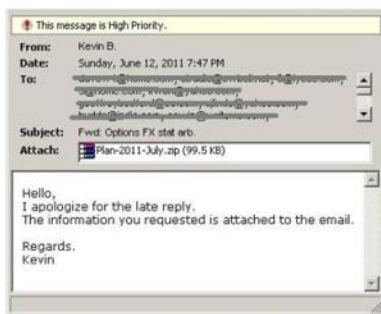 This message is High Priority.
From: Kevin B.
Date: Sunday, June 12, 2011 7:47 PM
To:
Subject: Fwd: Options FX stat arb.
Attach: Plan-2011-July.zip (99.5 KB)
Hello,
I apologize for the late reply.
The information you requested is attached to the email.
Regards.
Kevin